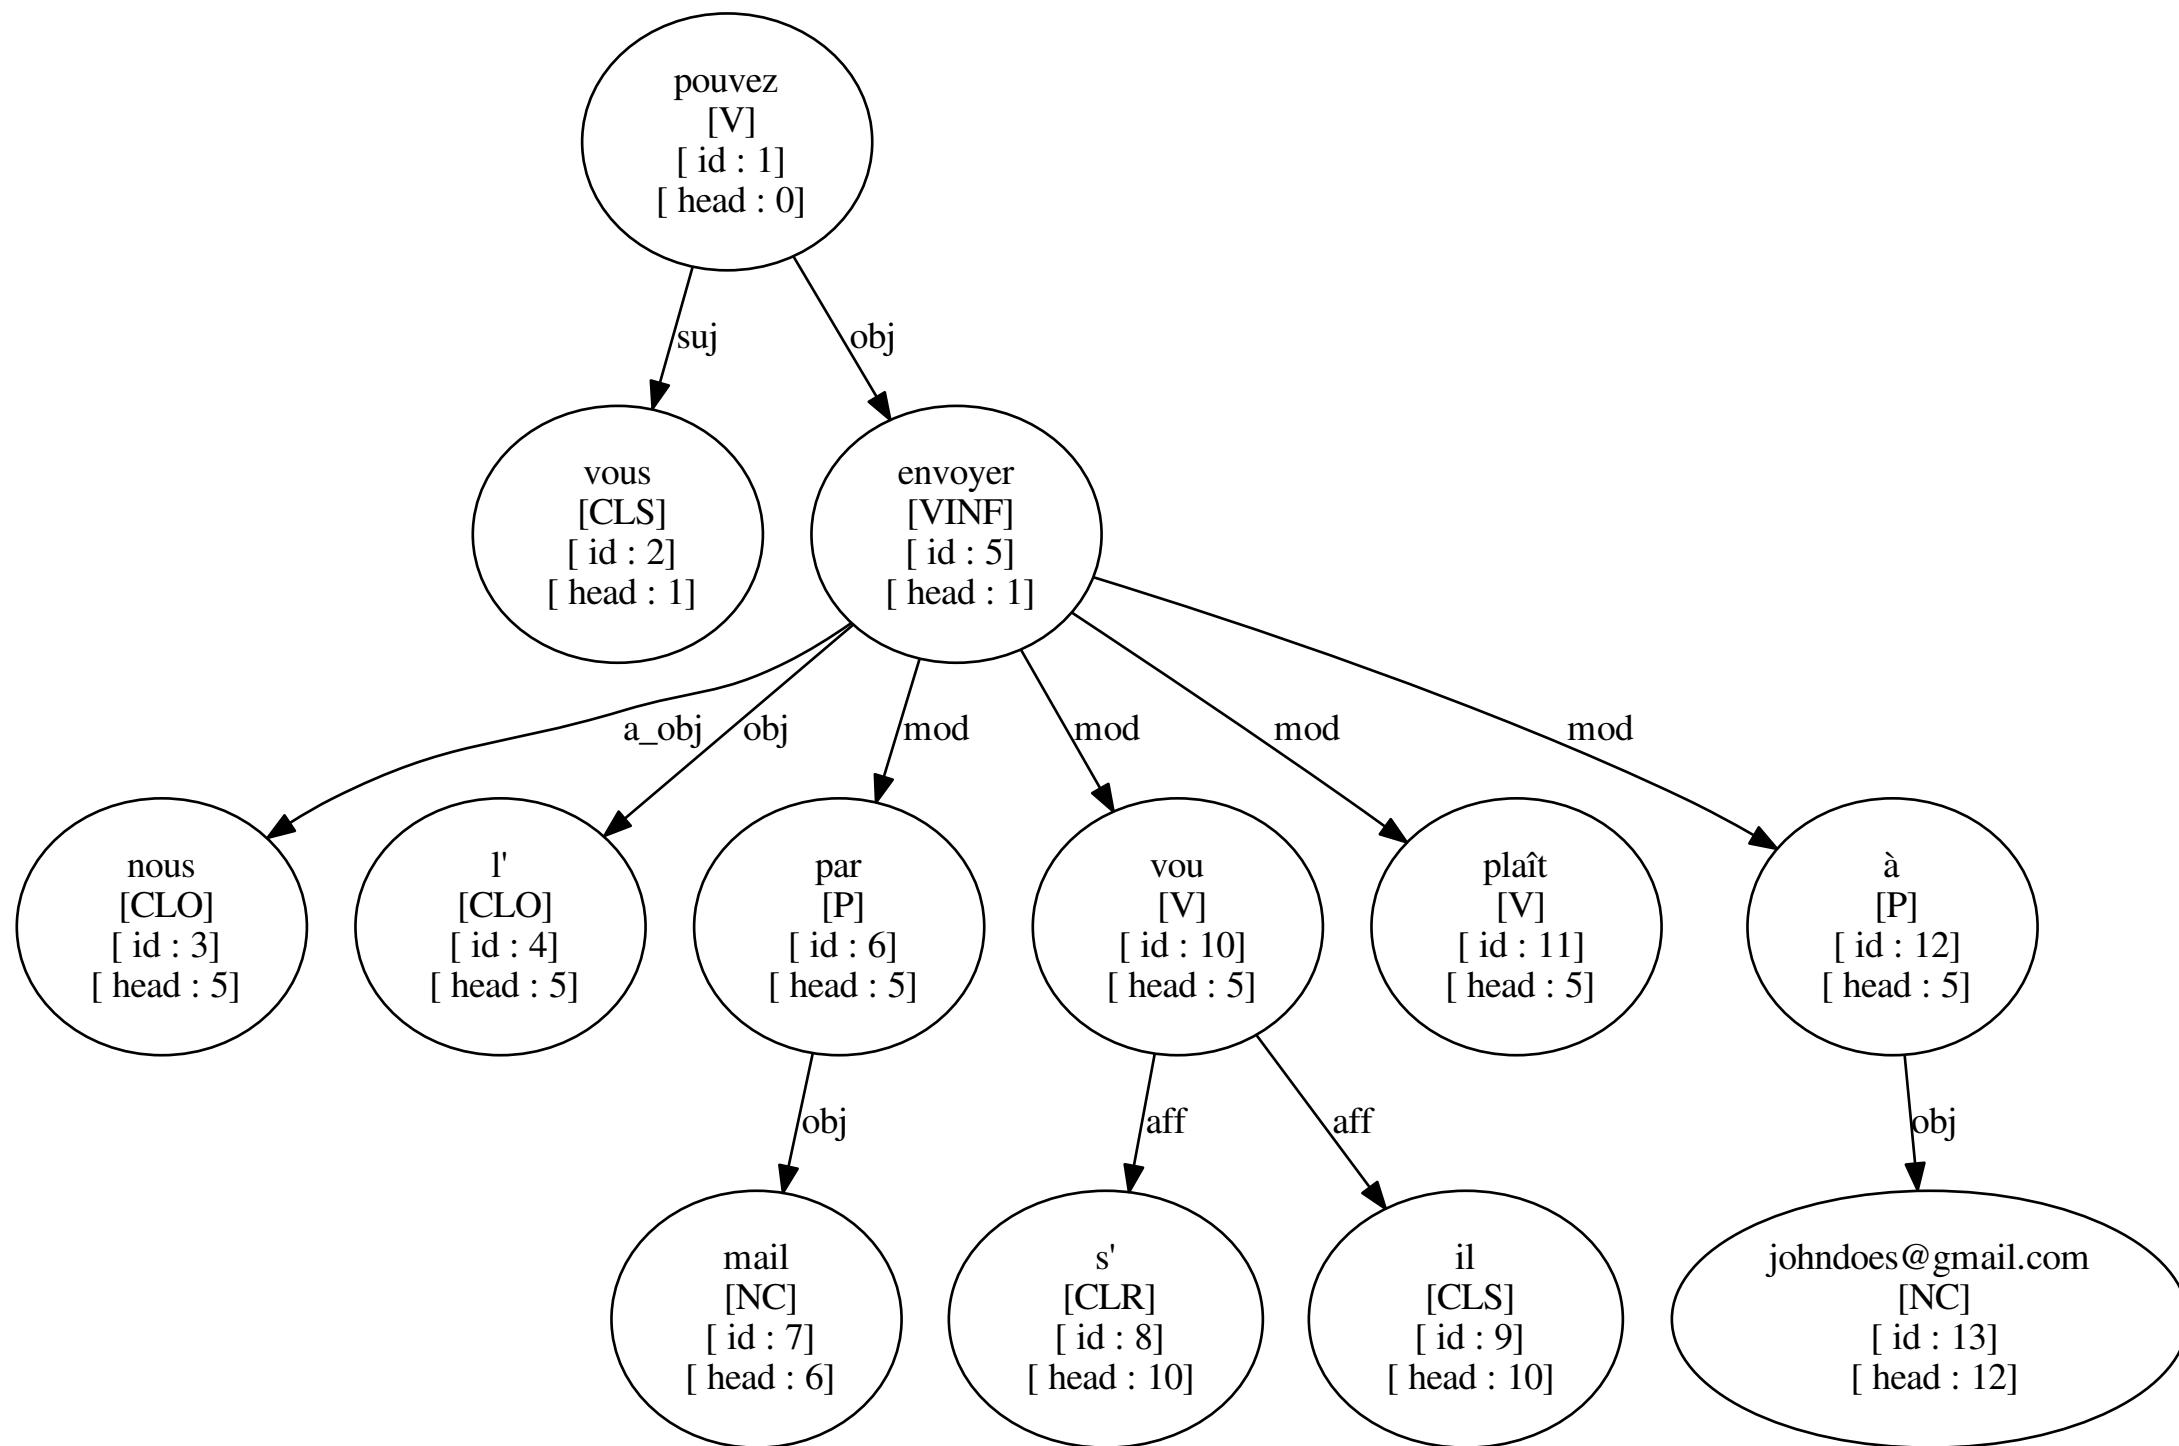 pouvez
[V]
[ id : 1]
[ head : 0]
suj
obj
vous
[CLS]
[ id : 2]
[ head : 1]
envoyer
[VINF]
[ id : 5]
[ head : 1]
a_obj
obj
mod
mod
mod
mod
nous
[CLO]
[ id : 3]
[ head : 5]
l'
[CLO]
[ id : 4]
[ head : 5]
par
[P]
[ id : 6]
[ head : 5]
vou
[V]
[ id : 10]
[ head : 5]
plaît
[V]
[ id : 11]
[ head : 5]
à
[P]
[ id : 12]
[ head : 5]
obj
aff
aff
obj
mail
[NC]
[ id : 7]
[ head : 6]
s'
[CLR]
[ id : 8]
[ head : 10]
il
[CLS]
[ id : 9]
[ head : 10]
johndoes@gmail.com
[NC]
[ id : 13]
[ head : 12]